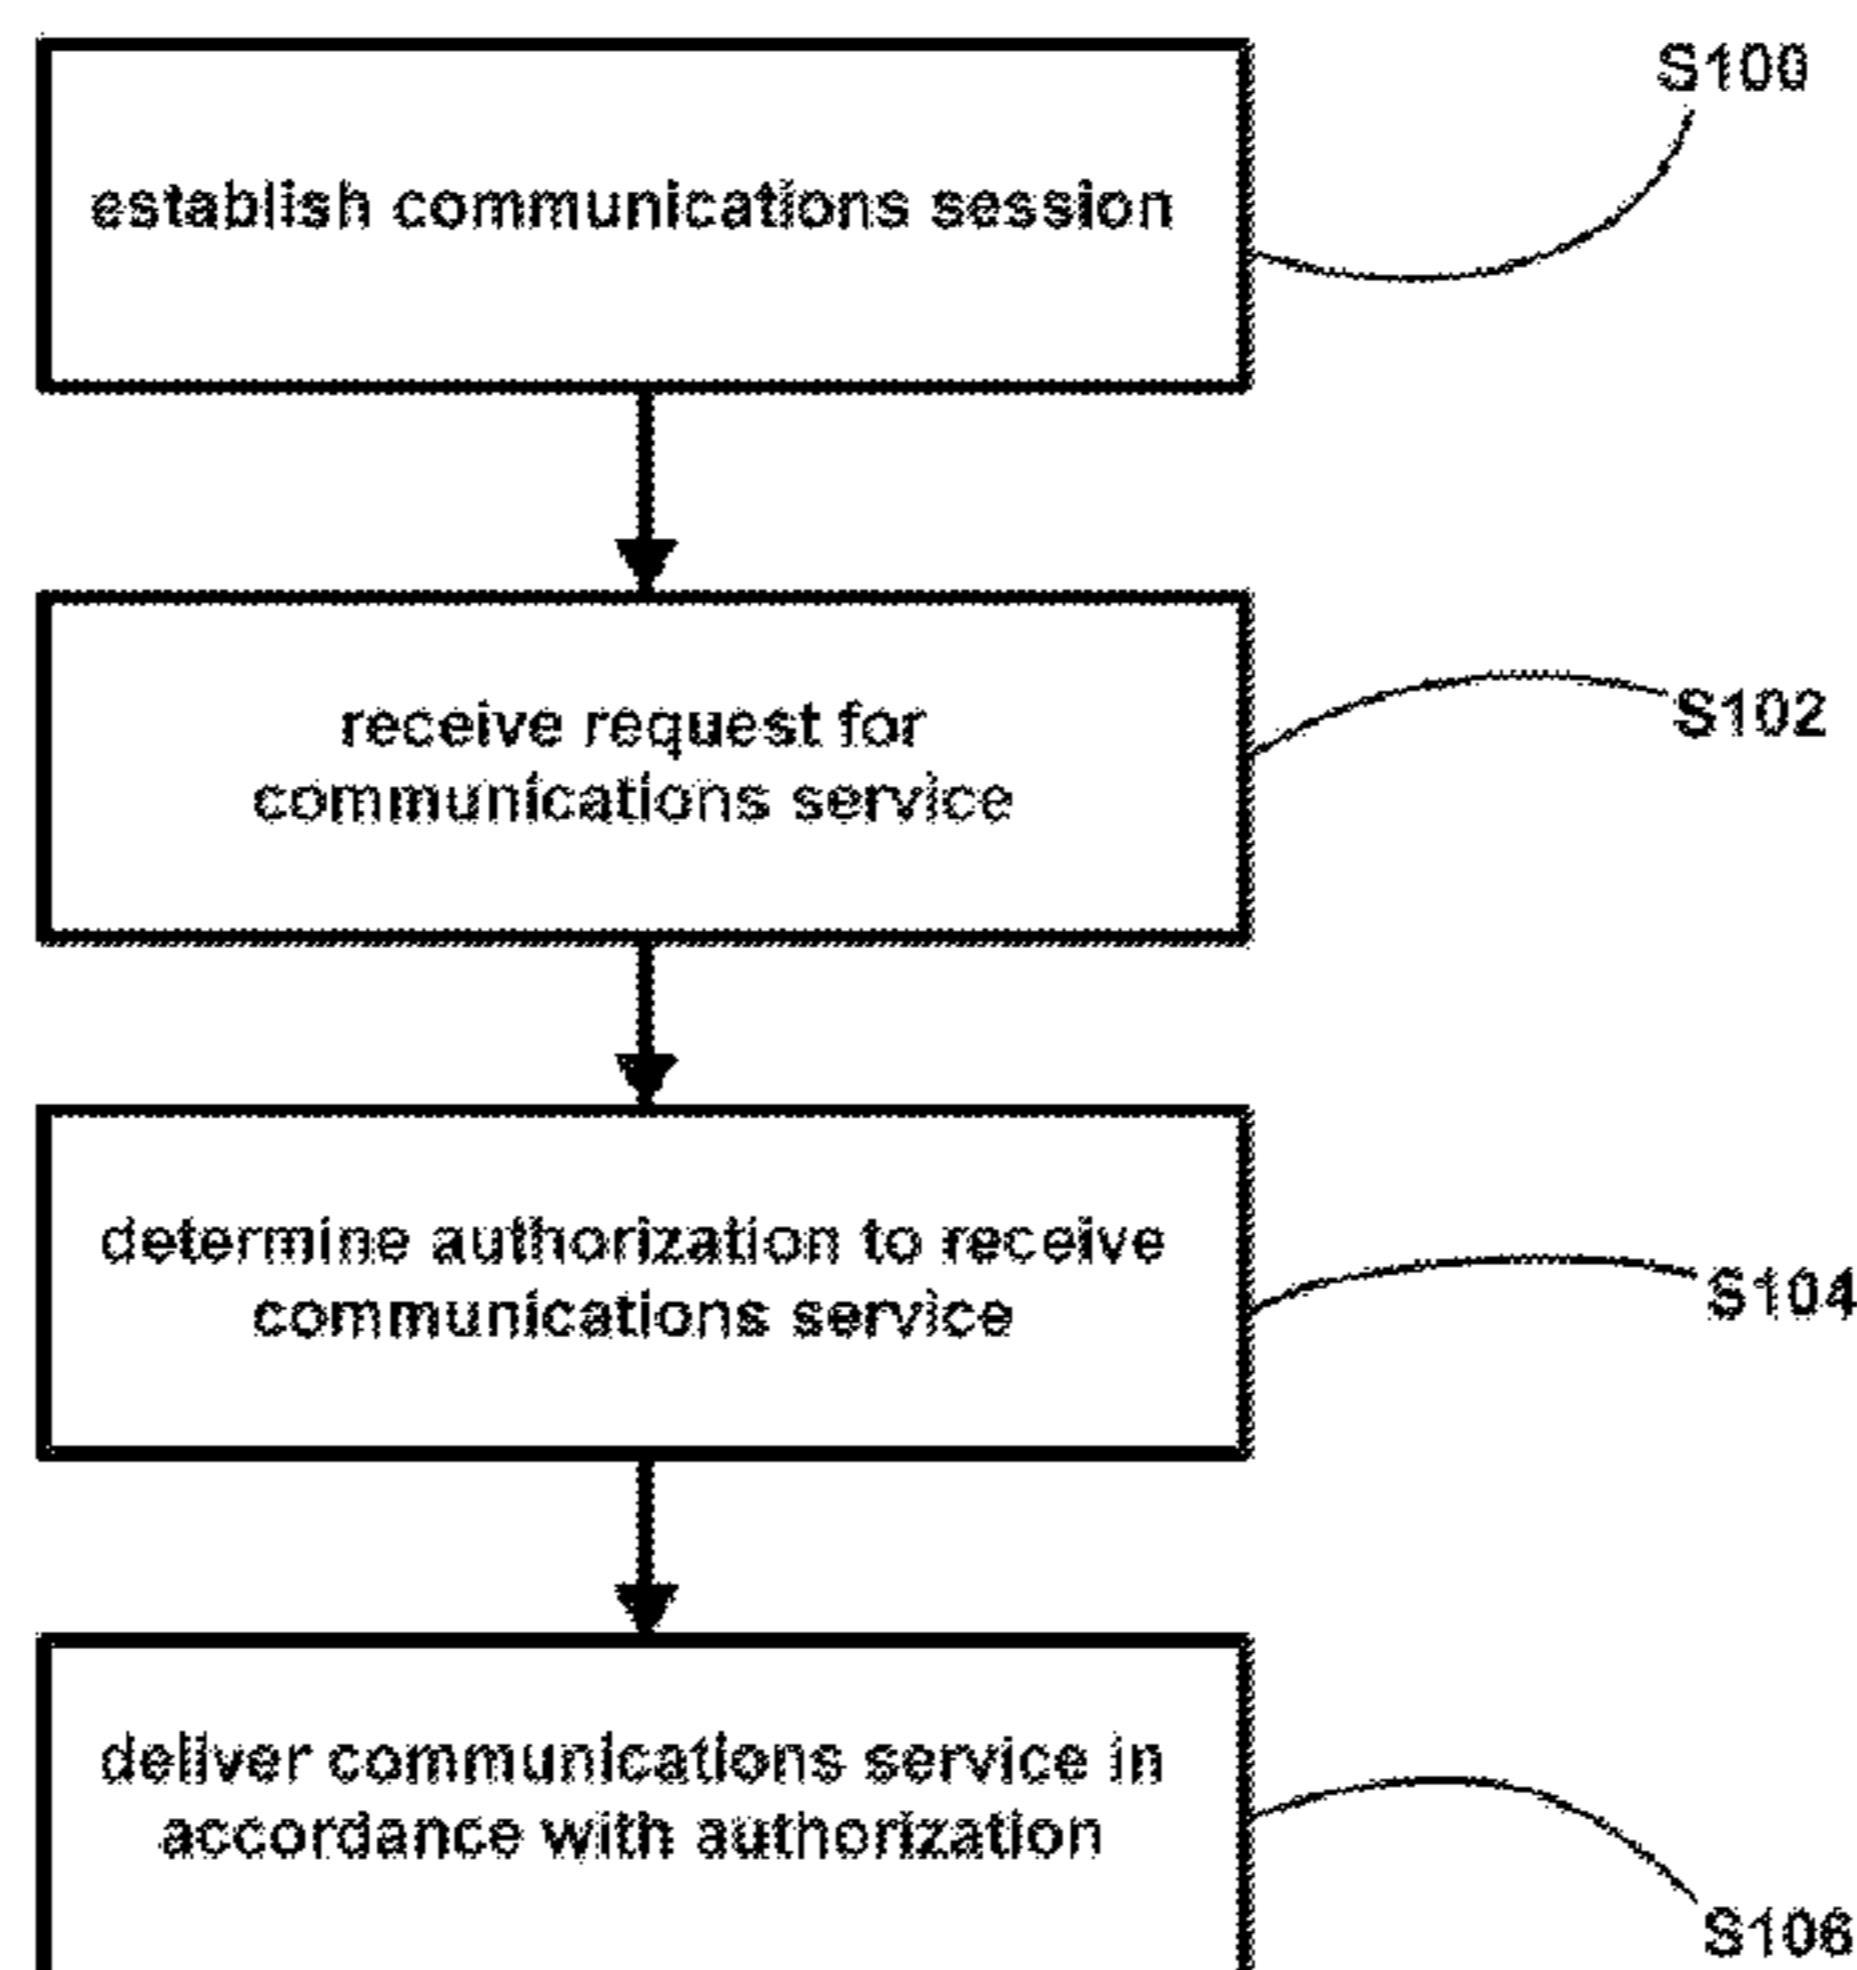 S100
establish communications session
receive request for
communications service
S102
determine authorization to receive
communications service
S104
deliver communications service in
accordance with authorization
S106